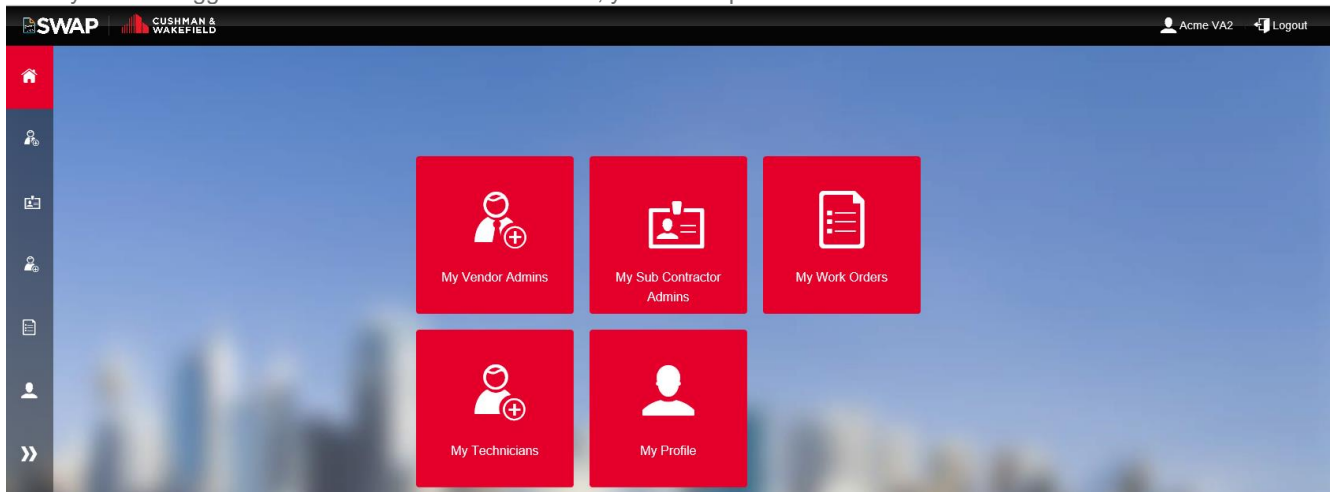 SWAP CUSHMAN &
WAKEFIELD
Acme VA2 Logout
My Vendor Admins
My Sub Contractor
Admins
My Work Orders
My Technicians
My Profile